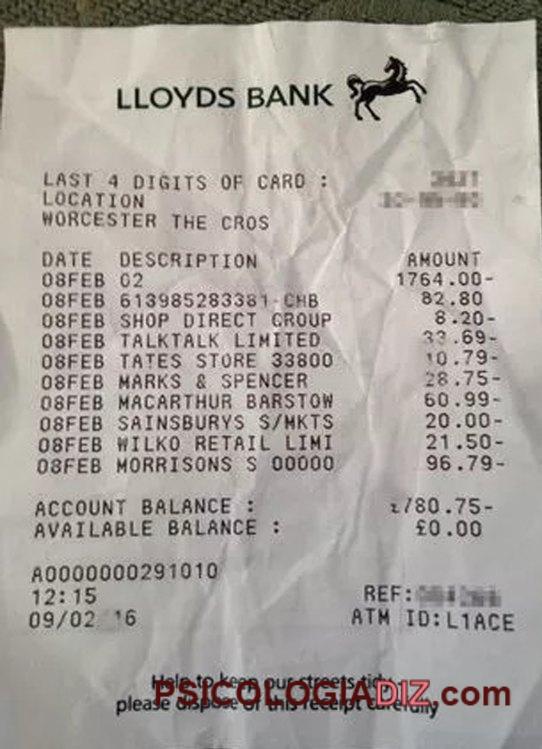 LLOYDS BANK
LAST 4 DIGITS OF CARD :
LOCATION
WORCESTER THE CROS
DATE DESCRIPTION AMOUNT
08FEB 02 1764.00-
08FEB 613985283381 CHB 82.80
08FEB SHOP DIRECT GROUP 8.20-
08FEB TALKTALK LIMITED 33.69-
08FEB TATES STORE 33800 10.79-
08FEB MARKS & SPENCER 28.75-
08FEB MACARTHUR BARSTOW 60.99-
08FEB SAINSBURYS S/MKTS 20.00-
08FEB WILKO RETAIL LIMI 21.50-
08FEB MORRISONS S 00000 96.79-
ACCOUNT BALANCE : £780.75-
AVAILABLE BALANCE : £0.00
A0000000291010
12:15 REF:
09/02 16 ATM ID:L1ACE
Help to keep our streets tidy
PSICOLOGIADIZ.com
please dispose of this receipt carefully